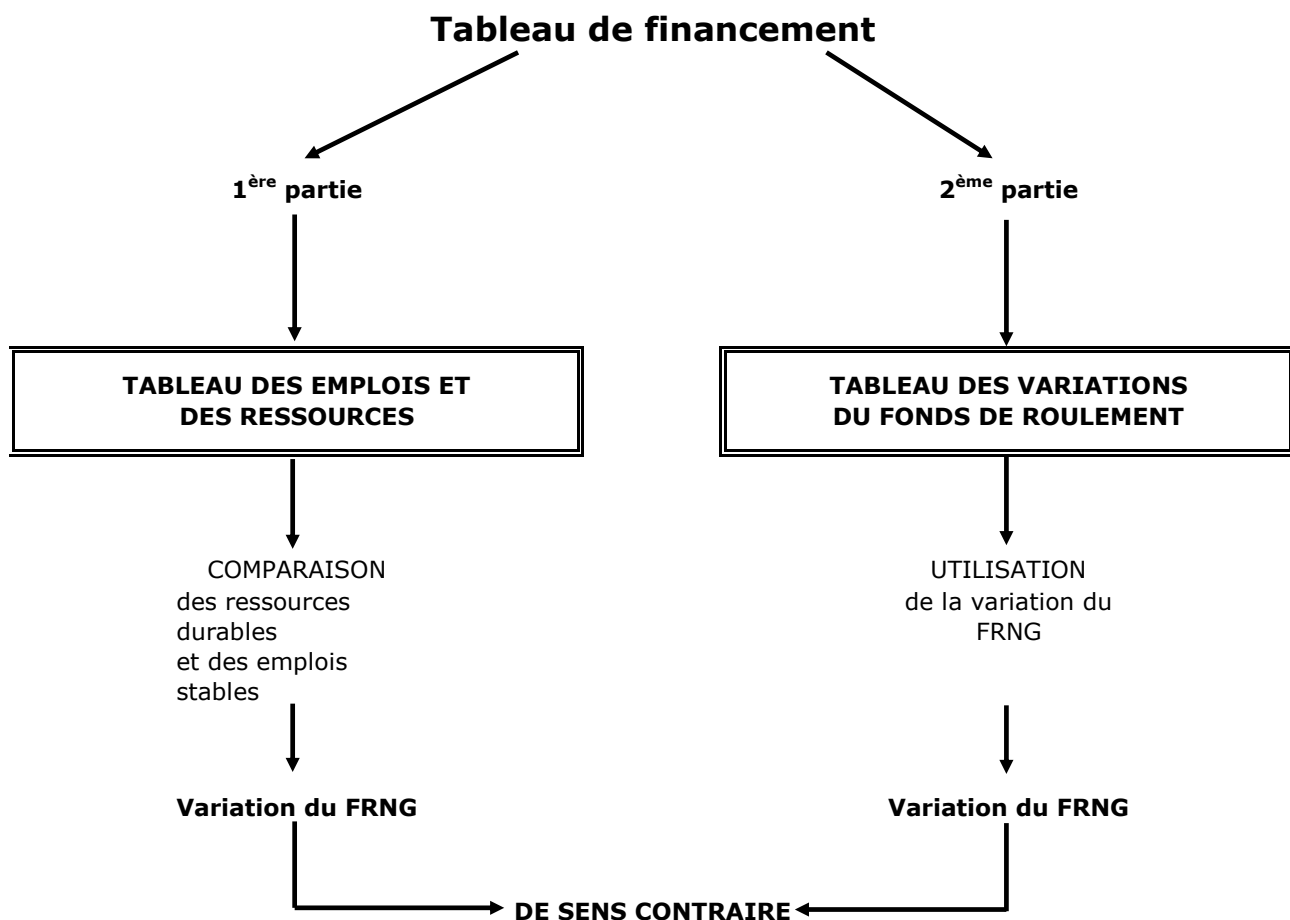 Tableau de financement
1ère partie
2ème partie
TABLEAU DES EMPLOIS ET
DES RESSOURCES
TABLEAU DES VARIATIONS
DU FONDS DE ROULEMENT
COMPARAISON
des ressources
durables
et des emplois
stables
UTILISATION
de la variation du
FRNG
Variation du FRNG
Variation du FRNG
DE SENS CONTRAIRE